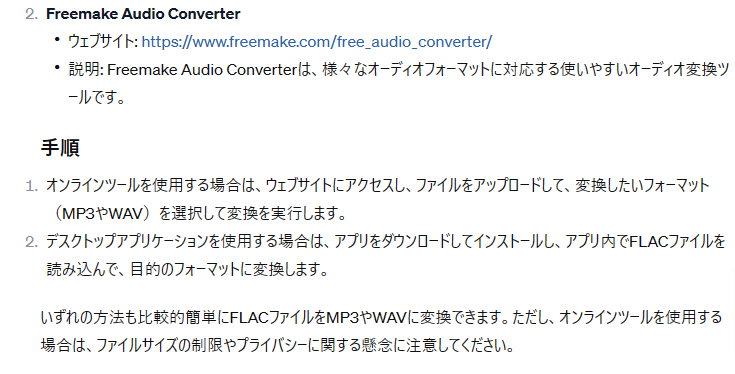 2. Freemake Audio Converter
• ウェブサイト: https://www.freemake.com/free_audio_converter/
• 説明: Freemake Audio Converterは、様々なオーディオフォーマットに対応する使いやすいオーディオ変換ツ
ールです。
手順
1. オンラインツールを使用する場合は、ウェブサイトにアクセスし、ファイルをアップロードして、変換したいフォーマット
（MP3やWAV）を選択して変換を実行します。
2. デスクトップアプリケーションを使用する場合は、アプリをダウンロードしてインストールし、アプリ内でFLACファイルを
読み込んで、目的のフォーマットに変換します。
いずれの方法も比較的簡単にFLACファイルをMP3やWAVに変換できます。ただし、オンラインツールを使用する
場合は、ファイルサイズの制限やプライバシーに関する懸念に注意してください。